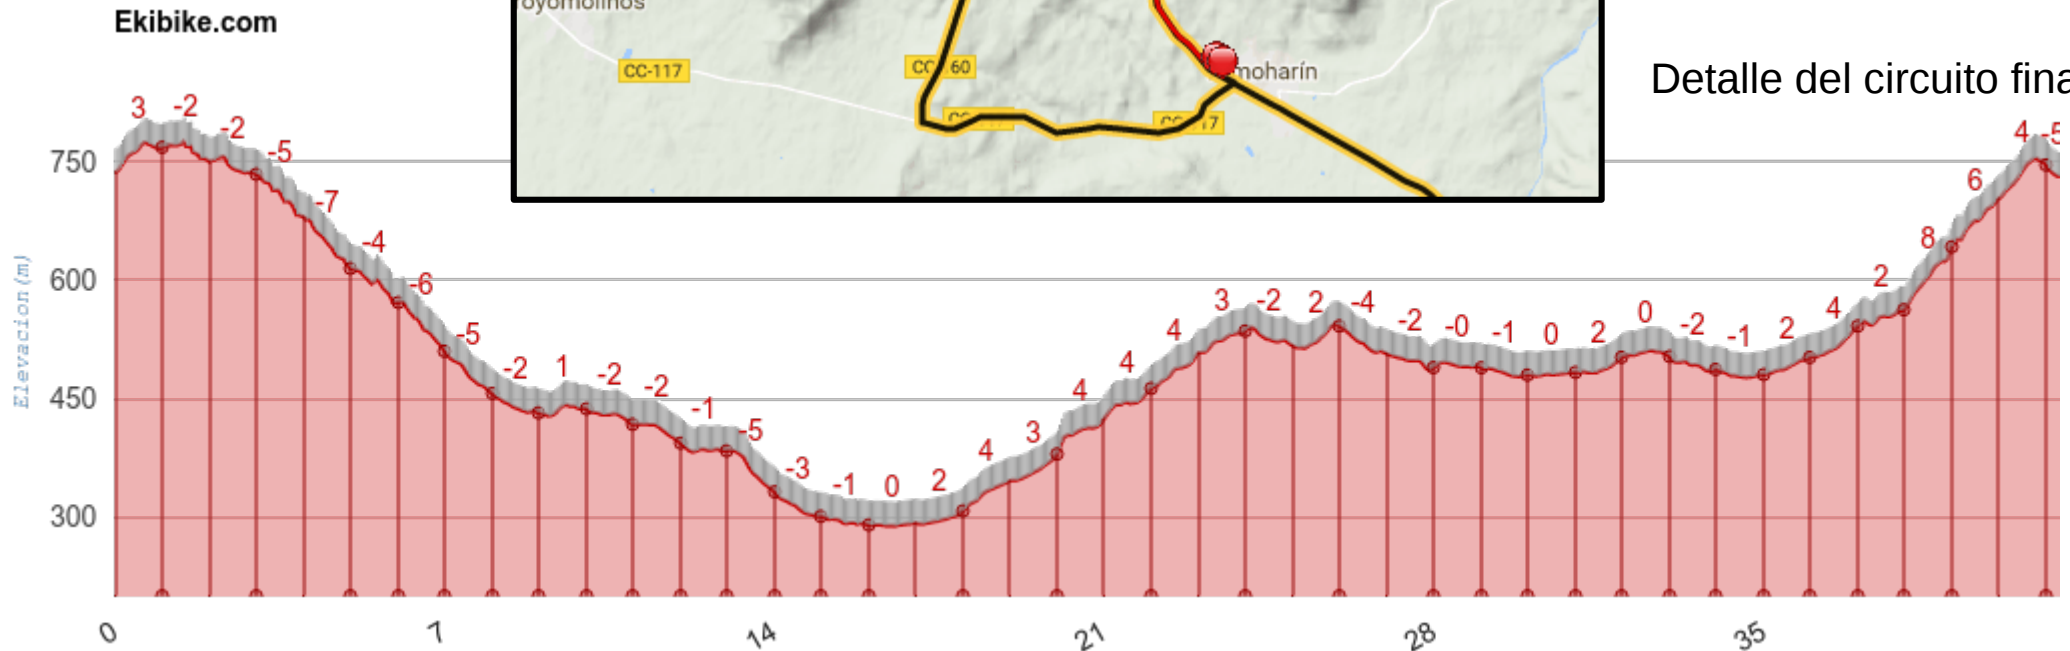 oyomolinos
Ekibike.com
CC-117
CC 60
moharín
Detalle del circuito fina
3 -2 -2 -5 -7 -4 -6 -5 -2 1 -2 -2 -1 -5 -3 -1 0 2 4 3 4 4 4 3 -2 2 -4 -2 -0 -1 0 2 0 -2 -1 2 4 2 8 6 4 -5
750
600
450
300
Elevacion(m)
0 7 14 21 28 35